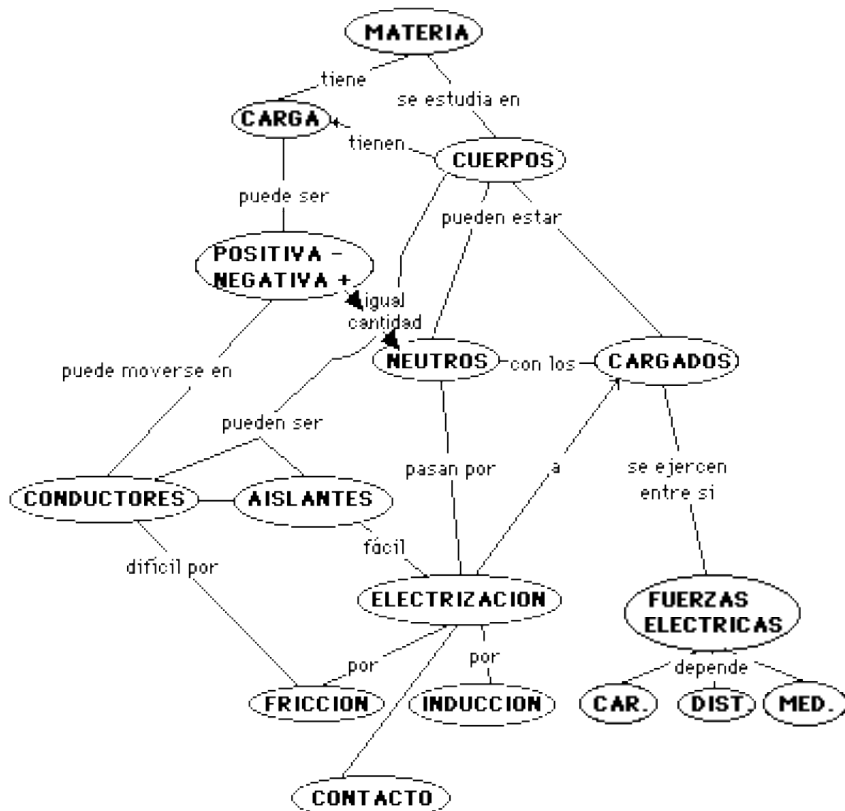 MATERIA
tiene
se estudia en
CARGA
tienen
CUERPOS
puede ser
pueden estar
POSITIVA -
NEGATIVA +
igual
cantidad
NEUTROS
con los
CARGADOS
puede moverse en
pueden ser
pasan por
a
se ejercen
entre si
CONDUCTORES
AISLANTES
fácil
difícil por
ELECTRIZACION
FUERZAS
ELECTRICAS
por
por
depende
FRICCION
INDUCCION
CAR.
DIST
MED.
CONTACTO